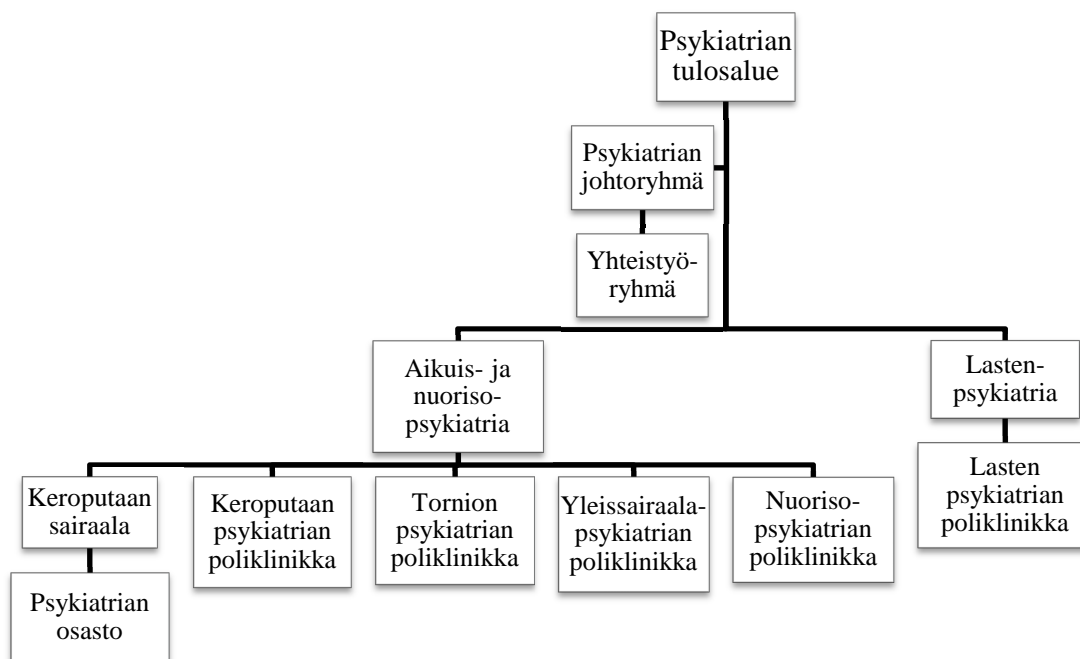 Psykiatrian
tulosalue
Psykiatrian
johtoryhmä
Yhteistyö-
ryhmä
Aikuis- ja
nuoriso-
psykiatria
Lasten-
psykiatria
Keroputaan
sairaala
Keroputaan
psykiatrian
poliklinikka
Tornion
psykiatrian
poliklinikka
Yleissairaala-
psykiatrian
poliklinikka
Nuoriso-
psykiatrian
poliklinikka
Lasten
psykiatrian
poliklinikka
Psykiatrian
osasto